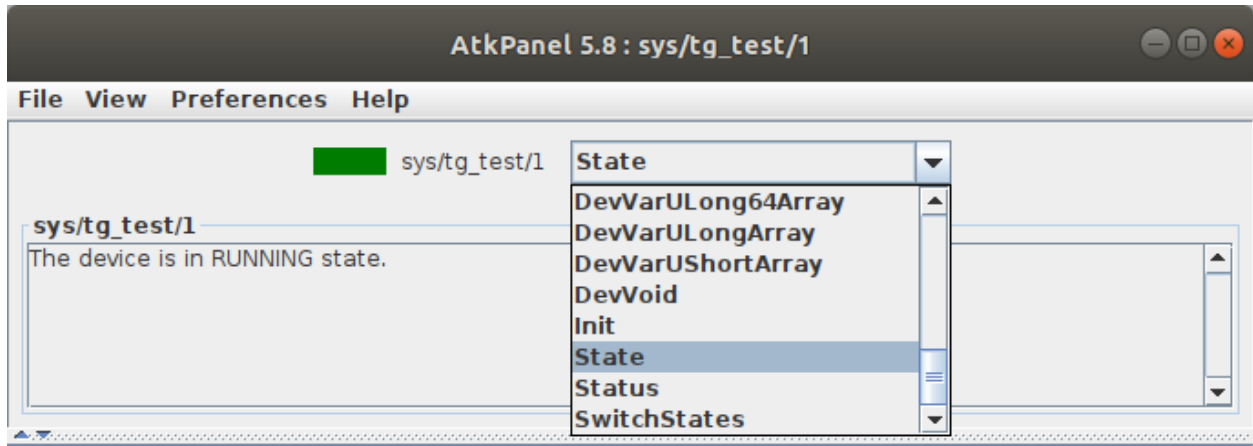 AtkPanel 5.8 : sys/tg_test/1
File View Preferences Help
sys/tg_test/1 State
DevVarULong64Array
DevVarULongArray
DevVarUShortArray
DevVoid
Init
State
Status
SwitchStates
sys/tg_test/1
The device is in RUNNING state.